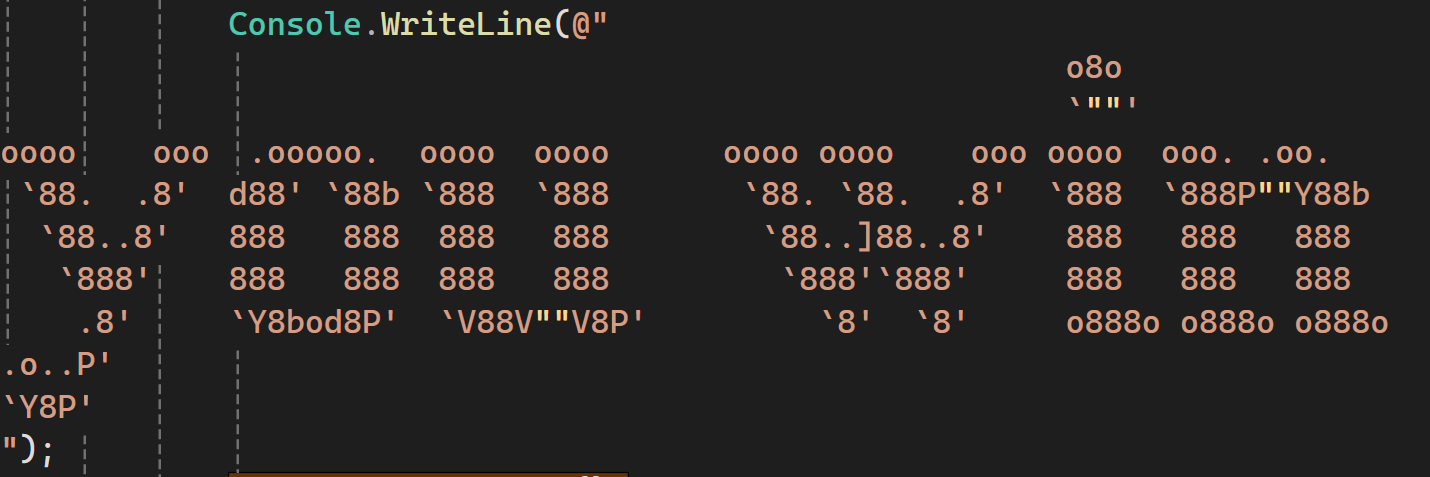 Console.WriteLine(@"
                                                                                                                 o8o
                                                                                                                 `""'
oooo    ooo  .ooooo.  oooo  oooo      oooo oooo    ooo oooo  ooo. .oo.
 `88.  .8'  d88' `88b `888  `888       `88. `88.  .8'  `888  `888P""Y88b
  `88..8'   888   888  888   888        `88..]88..8'    888   888   888
   `888'    888   888  888   888         `888'`888'     888   888   888
    .8'     `Y8bod8P'  `V88V""V8P'         `8'  `8'     o888o o888o o888o
.o..P'
`Y8P'
");